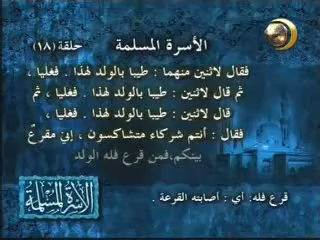 الأسرة المسلمة
حلقة (١٨)
فقال لاثنين منهما : طيبا بالولد لهذا . فغليا ،
ثم قال لاثنين : طيبا بالولد لهذا . فغليا ، ثم
قال لاثنين : طيبا بالولد لهذا . فغليا ،
فقال : أنتم شركاء متشاكسون ، إني مقرعٌ
بينكم،فمن قرع فله الولد
قرع فله: أي : أصابته القرعة .
الأسرة المسلمة